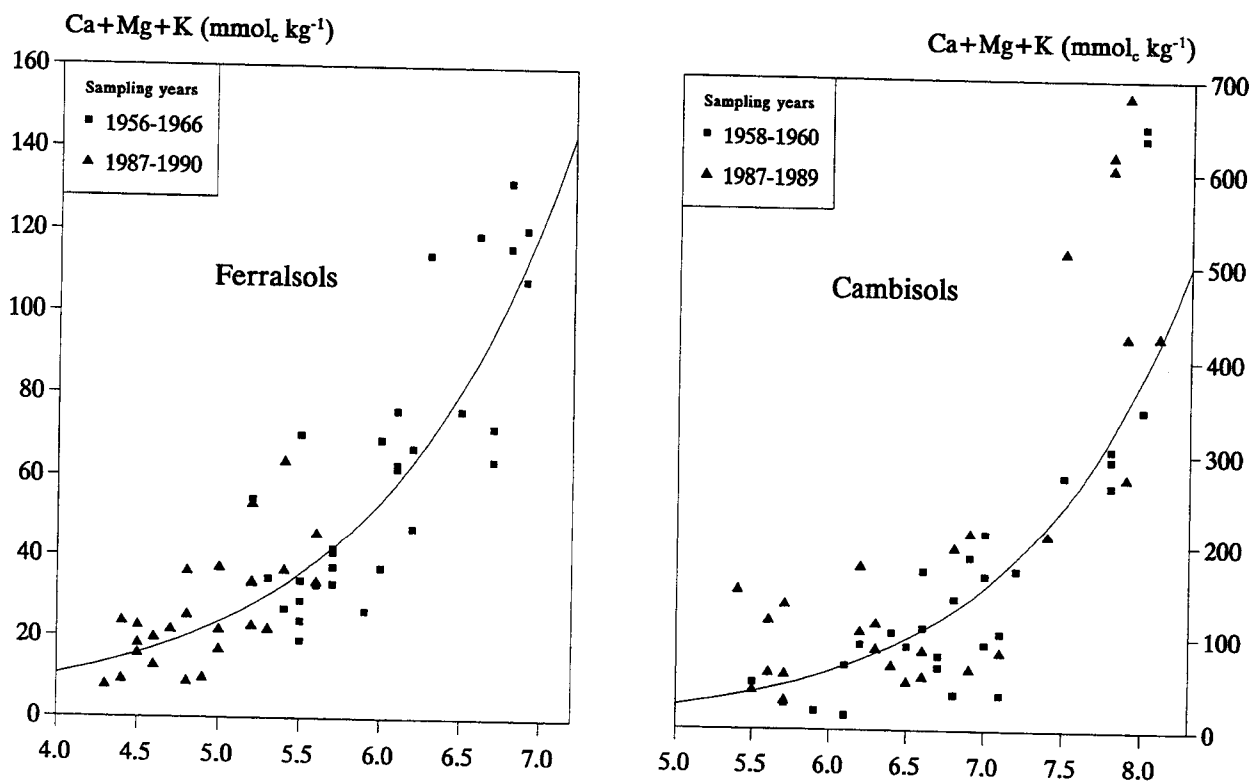 Ca+Mg+K (mmolc kg-1)
160
140
120
100
80
60
40
20
0
Sampling years
1956-1966
1987-1990
Ferralsols
4.0 4.5 5.0 5.5 6.0 6.5 7.0
Ca+Mg+K (mmolc kg-1)
Sampling years
1958-1960
1987-1989
Cambisols
700
600
500
400
300
200
100
0
5.0 5.5 6.0 6.5 7.0 7.5 8.0